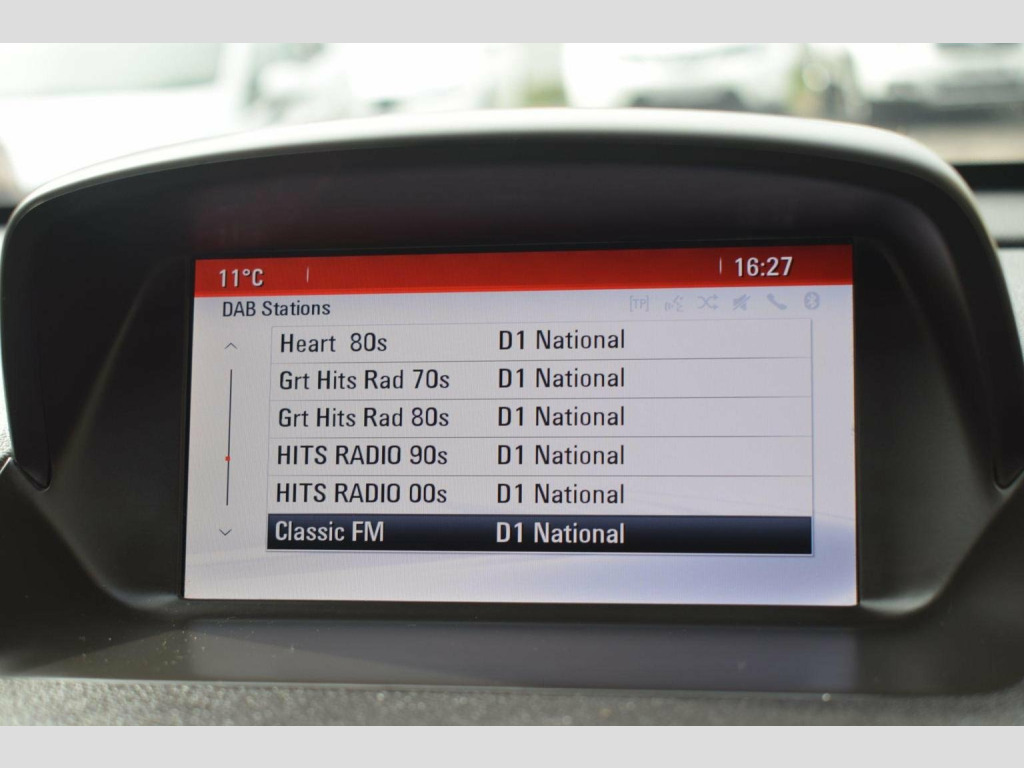 11°C 16:27
DAB Stations [TP]
Heart 80s D1 National
Grt Hits Rad 70s D1 National
Grt Hits Rad 80s D1 National
HITS RADIO 90s D1 National
HITS RADIO 00s D1 National
Classic FM D1 National